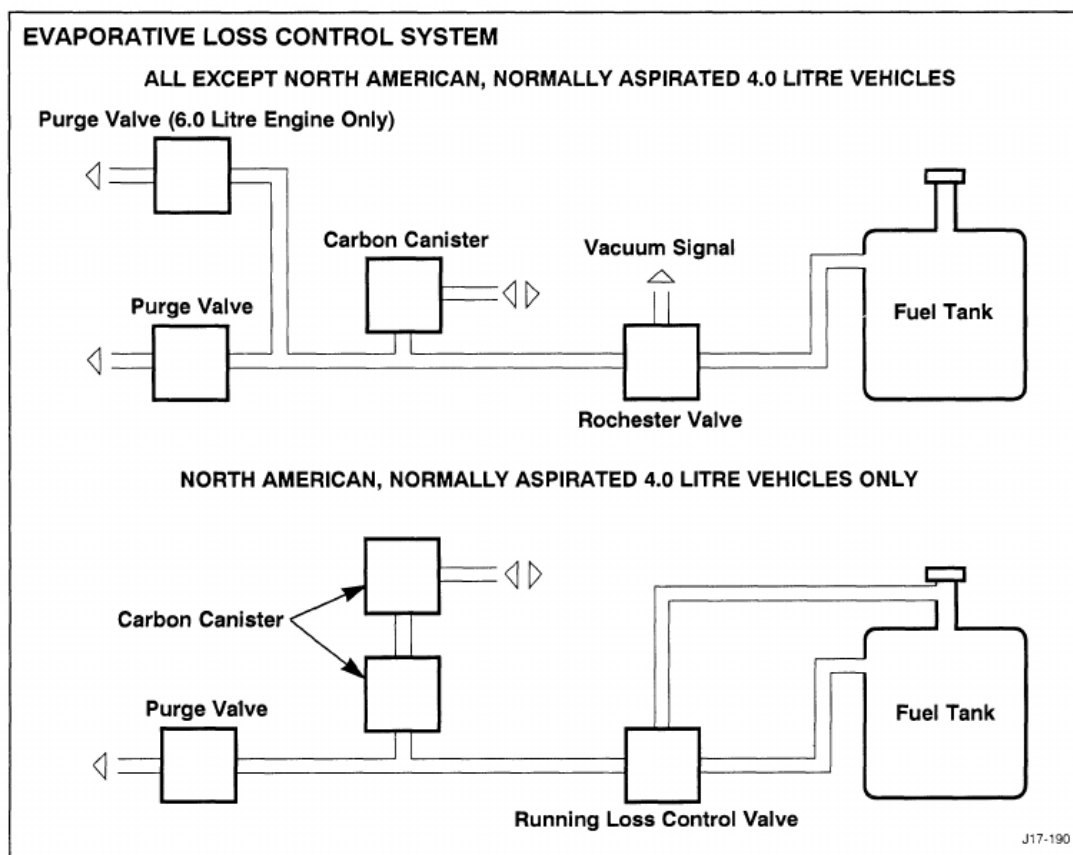 EVAPORATIVE LOSS CONTROL SYSTEM
ALL EXCEPT NORTH AMERICAN, NORMALLY ASPIRATED 4.0 LITRE VEHICLES
Purge Valve (6.0 Litre Engine Only)
Carbon Canister
Vacuum Signal
Purge Valve
Fuel Tank
Rochester Valve
NORTH AMERICAN, NORMALLY ASPIRATED 4.0 LITRE VEHICLES ONLY
Carbon Canister
Purge Valve
Fuel Tank
Running Loss Control Valve
J17-190